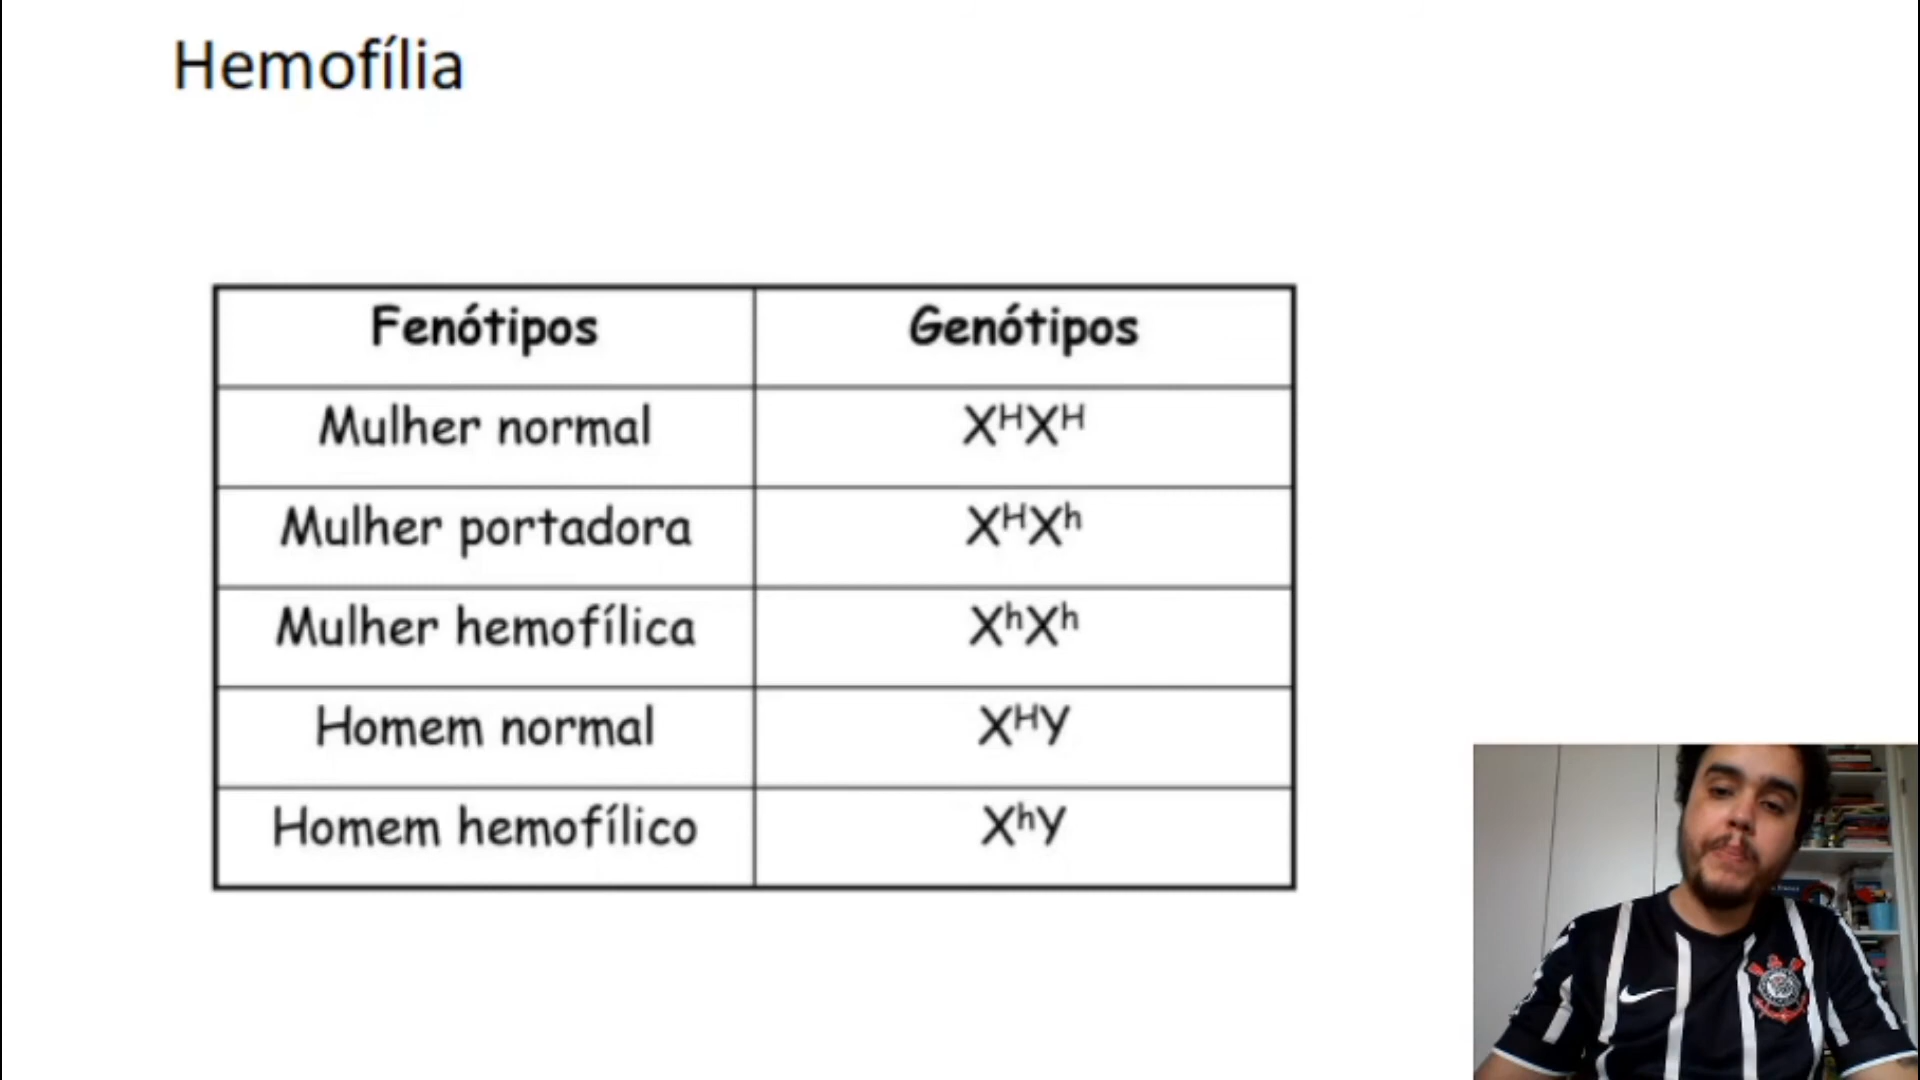 Hemofília
Fenótipos Genótipos
Mulher normal XᴴXᴴ
Mulher portadora XᴴXʰ
Mulher hemofílica XʰXʰ
Homem normal XᴴY
Homem hemofílico XʰY